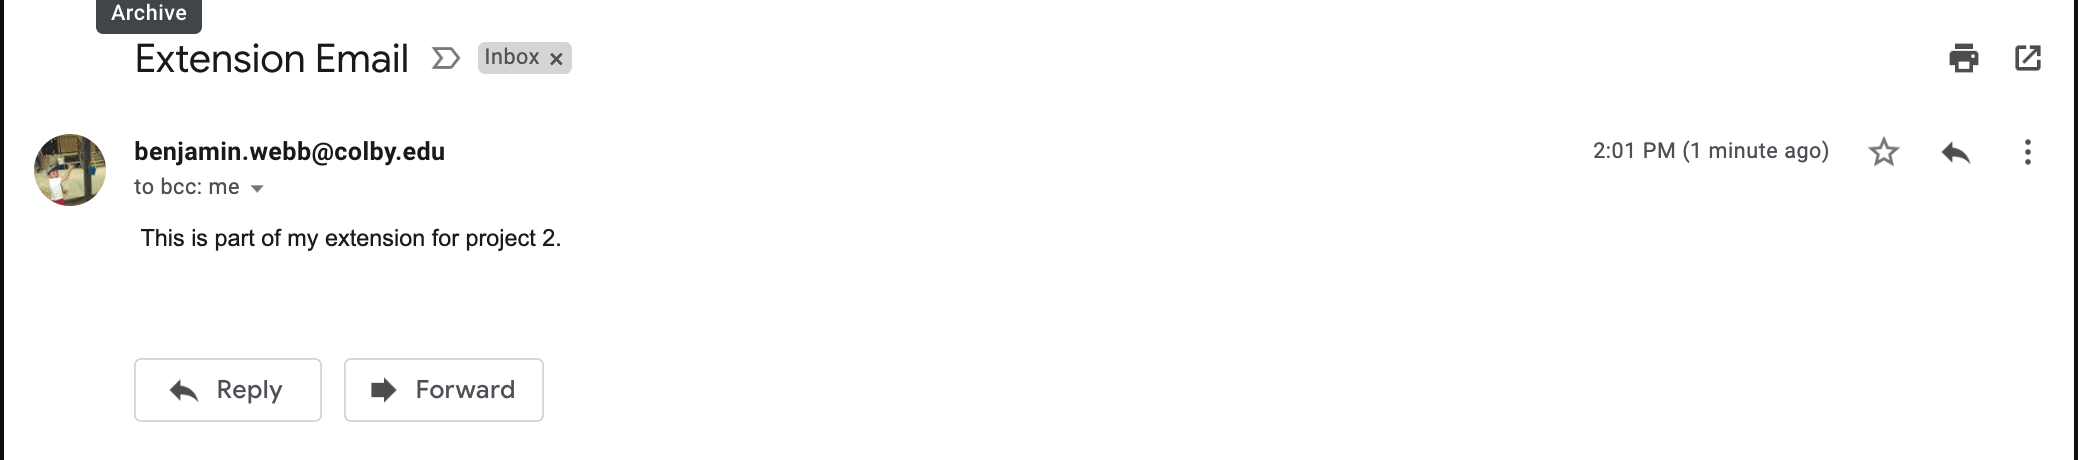 Archive
Extension Email Inbox x
benjamin.webb@colby.edu 2:01 PM (1 minute ago)
to bcc: me
This is part of my extension for project 2.
Reply Forward